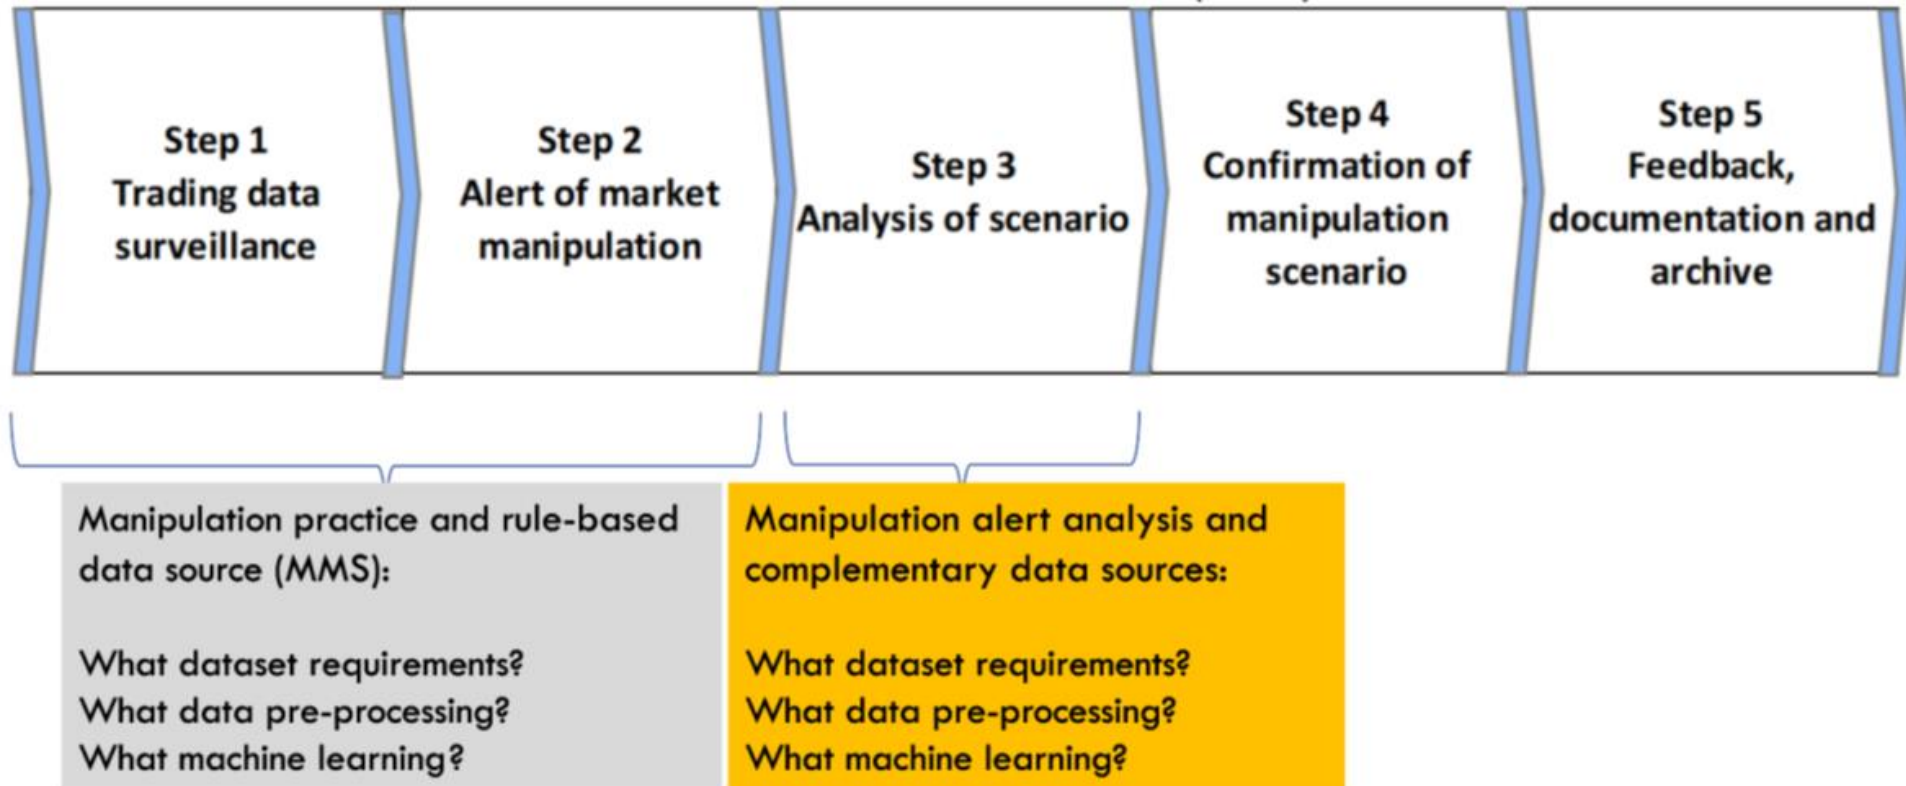 Step 1
Trading data
surveillance
Step 2
Alert of market
manipulation
Step 3
Analysis of scenario
Step 4
Confirmation of
manipulation
scenario
Step 5
Feedback,
documentation and
archive
Manipulation practice and rule-based
data source (MMS):
What dataset requirements?
What data pre-processing?
What machine learning?
Manipulation alert analysis and
complementary data sources:
What dataset requirements?
What data pre-processing?
What machine learning?